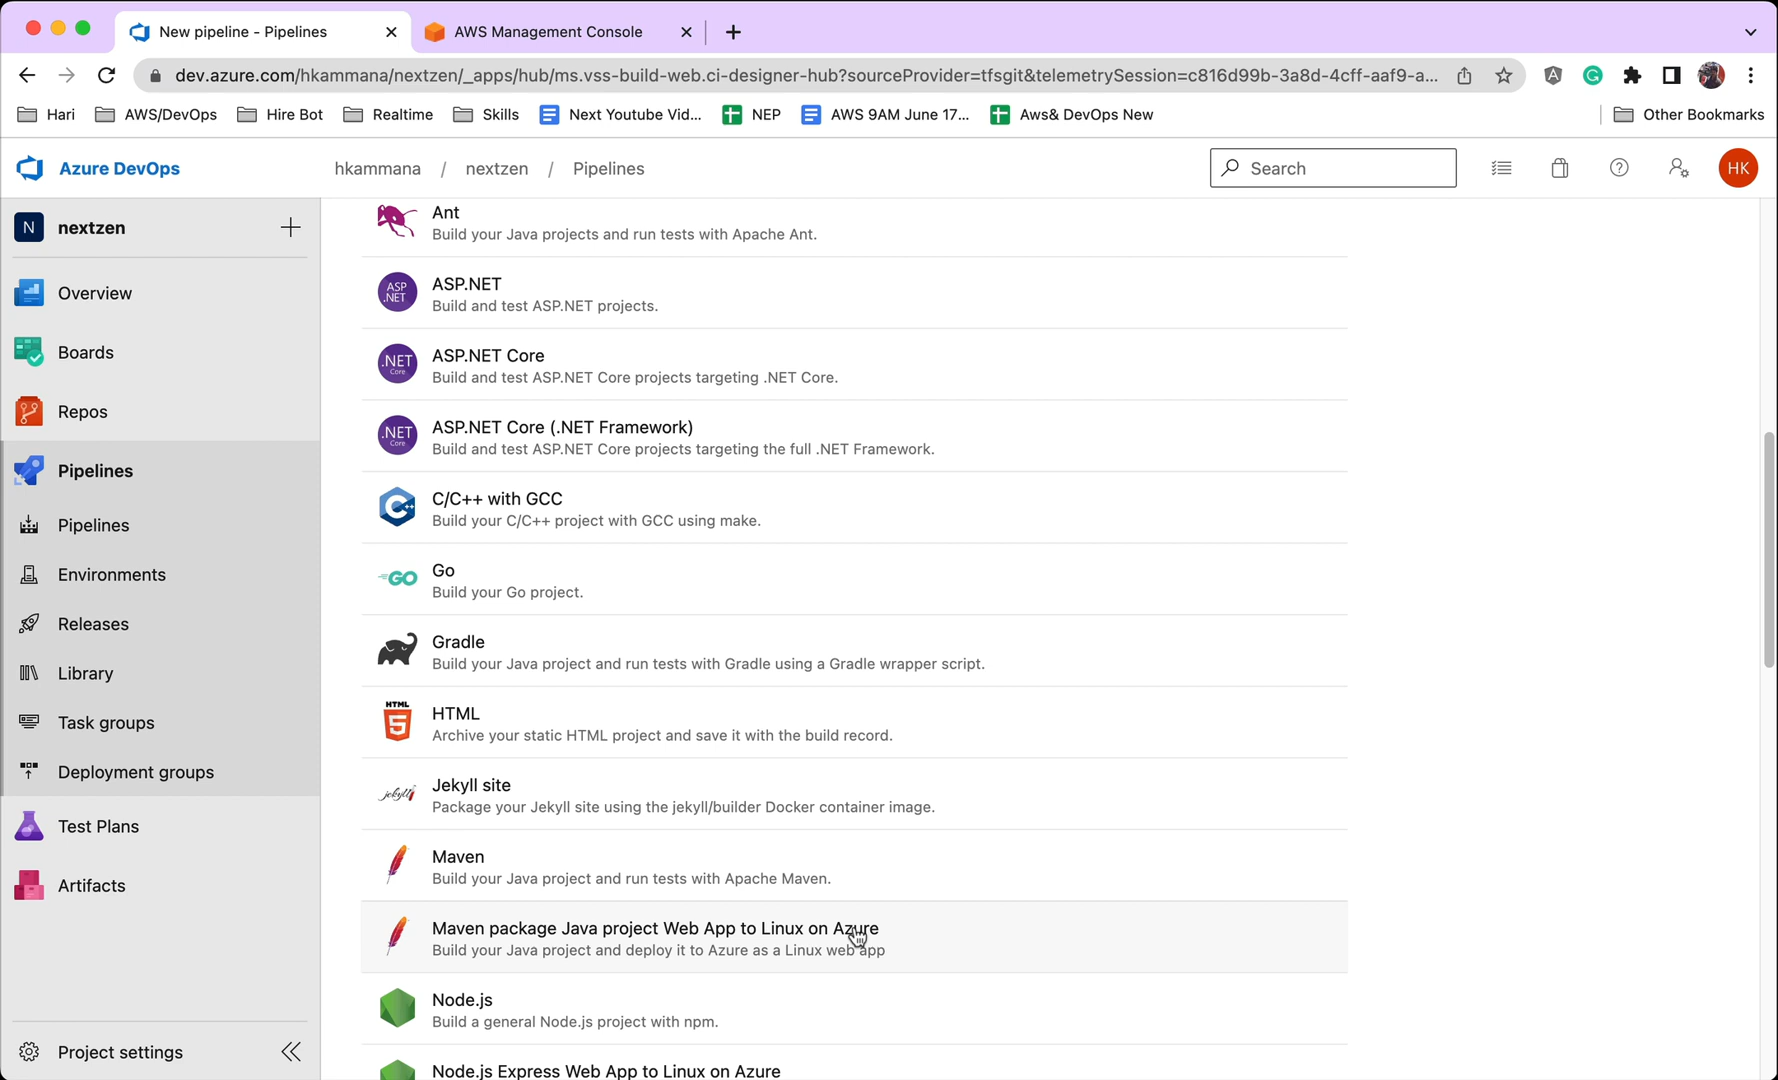 New pipeline - Pipelines
AWS Management Console
dev.azure.com/hkammana/nextzen/_apps/hub/ms.vss-build-web.ci-designer-hub?sourceProvider=tfsgit&telemetrySession=c816d99b-3a8d-4cff-aaf9-a...
Hari
AWS/DevOps
Hire Bot
Realtime
Skills
Next Youtube Vid...
NEP
AWS 9AM June 17...
Aws& DevOps New
Other Bookmarks
Azure DevOps
hkammana / nextzen / Pipelines
Search
HK
N nextzen
Overview
Boards
Repos
Pipelines
Pipelines
Environments
Releases
Library
Task groups
Deployment groups
Test Plans
Artifacts
Project settings
Ant
Build your Java projects and run tests with Apache Ant.
ASP
.NET
ASP.NET
Build and test ASP.NET projects.
.NET
Core
ASP.NET Core
Build and test ASP.NET Core projects targeting .NET Core.
.NET
Core
ASP.NET Core (.NET Framework)
Build and test ASP.NET Core projects targeting the full .NET Framework.
C/C++ with GCC
Build your C/C++ project with GCC using make.
GO
Go
Build your Go project.
Gradle
Build your Java project and run tests with Gradle using a Gradle wrapper script.
HTML
5
HTML
Archive your static HTML project and save it with the build record.
jekyll
Jekyll site
Package your Jekyll site using the jekyll/builder Docker container image.
Maven
Build your Java project and run tests with Apache Maven.
Maven package Java project Web App to Linux on Azure
Build your Java project and deploy it to Azure as a Linux web app
Node.js
Build a general Node.js project with npm.
Node.js Express Web App to Linux on Azure